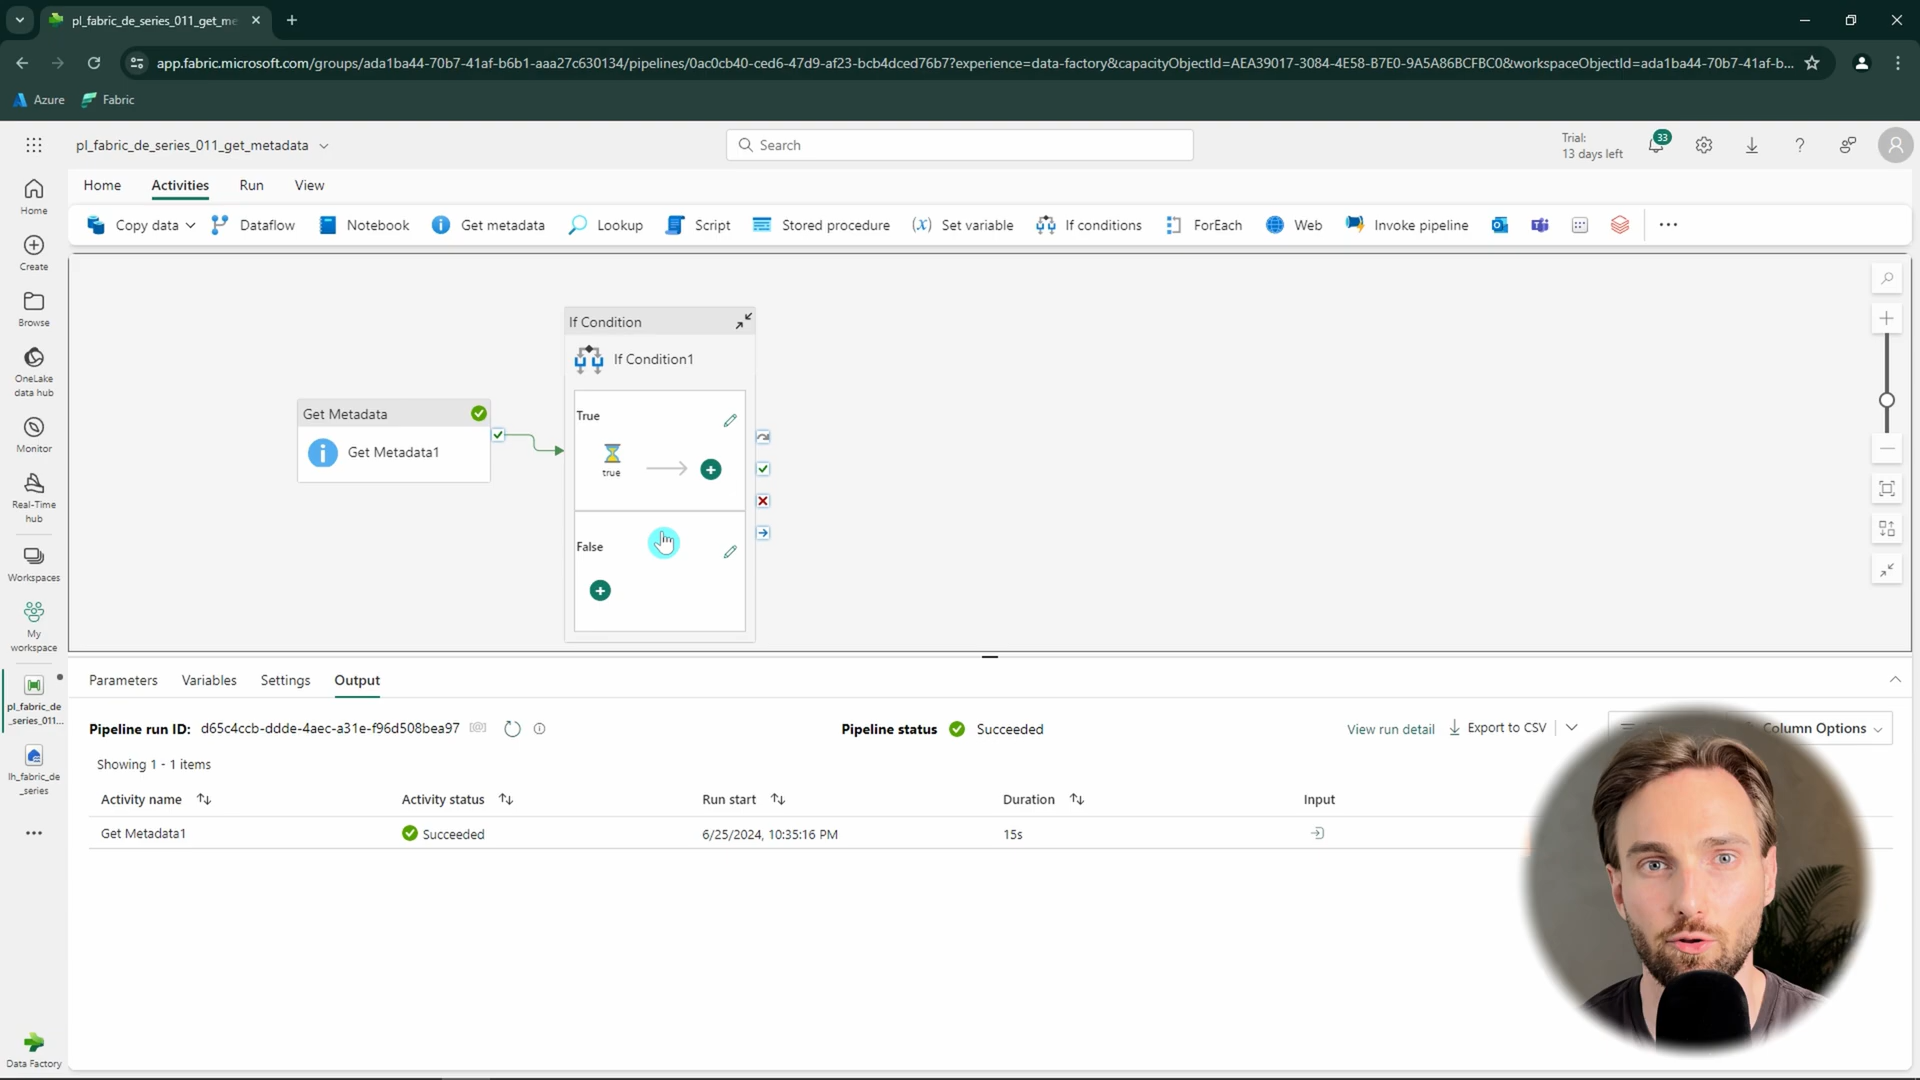 pl_fabric_de_series_011_get_me
app.fabric.microsoft.com/groups/ada1ba44-70b7-41af-b6b1-aaa27c630134/pipelines/0ac0cb40-ced6-47d9-af23-bcb4dced76b7?experience=data-factory&capacityObjectId=AEA39017-3084-4E58-B7E0-9A5A86BCFBC0&workspaceObjectId=ada1ba44-70b7-41af-b...
Azure Fabric
pl_fabric_de_series_011_get_metadata
Search
Trial:
13 days left
33
Home Activities Run View
Copy data Dataflow Notebook Get metadata Lookup Script Stored procedure (x) Set variable If conditions ForEach Web Invoke pipeline
Home
Create
Browse
OneLake
data hub
Monitor
Real-Time
hub
Workspaces
My
workspace
pl_fabric_de
_series_011...
lh_fabric_de
_series
Data Factory
Get Metadata
Get Metadata1
If Condition
If Condition1
True
true
False
Parameters Variables Settings Output
Pipeline run ID: d65c4ccb-ddde-4aec-a31e-f96d508bea97
Pipeline status Succeeded
View run detail Export to CSV
Column Options
Showing 1 - 1 items
Activity name Activity status Run start Duration Input
Get Metadata1 Succeeded 6/25/2024, 10:35:16 PM 15s